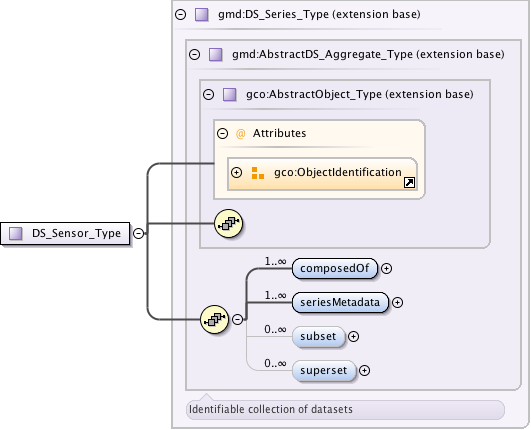 gmd:DS_Series_Type (extension base)
gmd:AbstractDS_Aggregate_Type (extension base)
gco:AbstractObject_Type (extension base)
@ Attributes
gco:ObjectIdentification
DS_Sensor_Type
1..∞ composedOf
1..∞ seriesMetadata
0..∞ subset
0..∞ superset
Identifiable collection of datasets